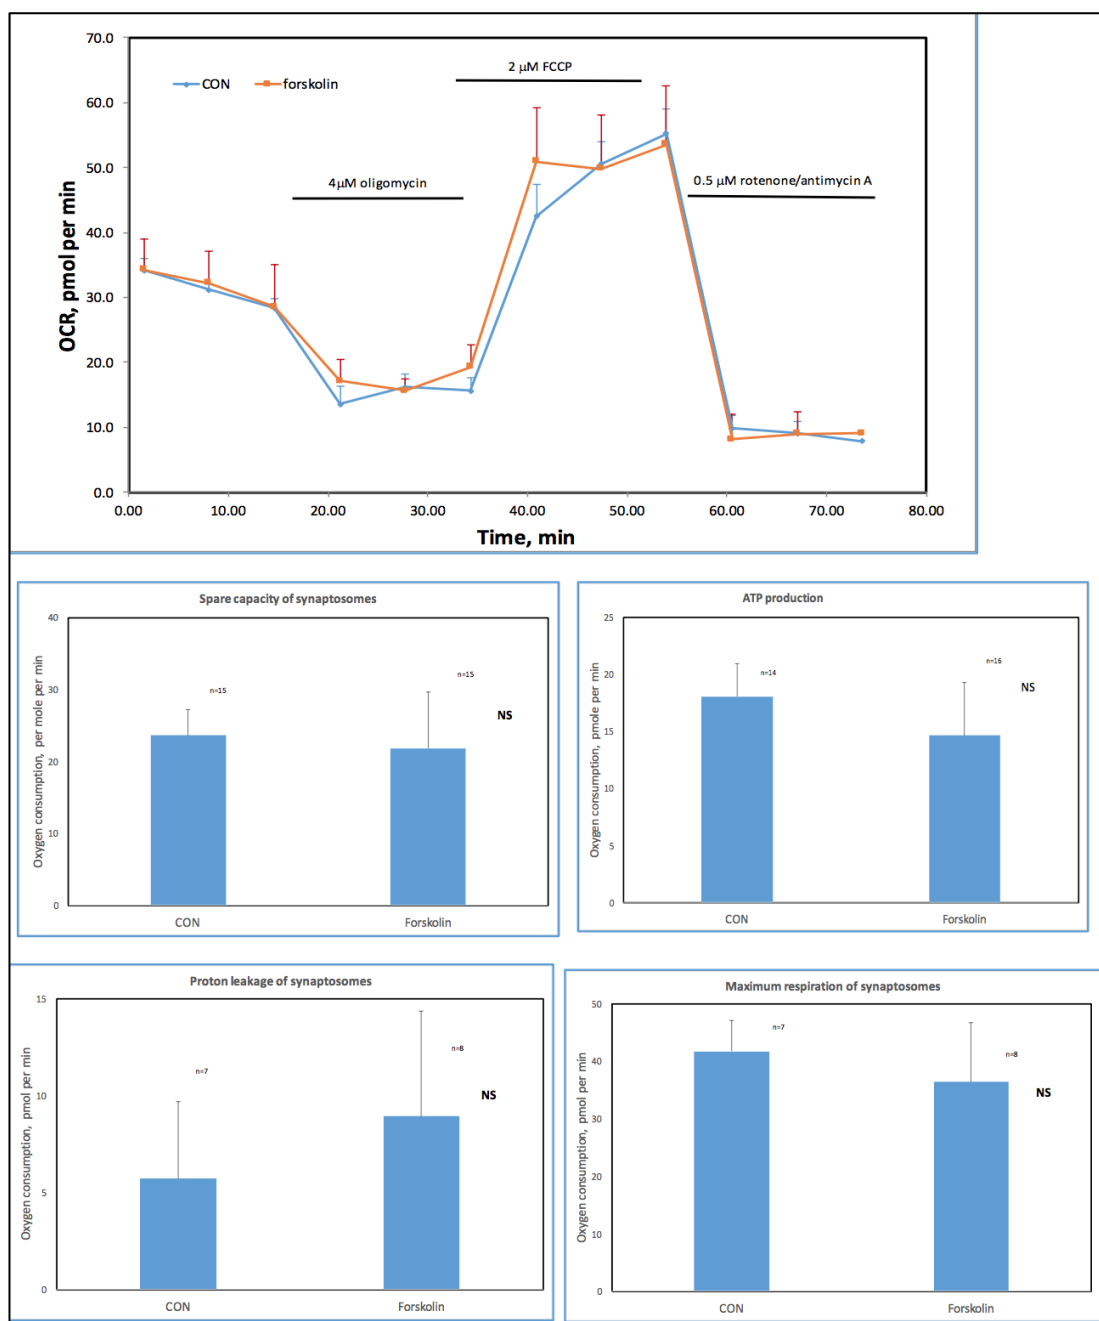 70.0
60.0
50.0
40.0
30.0
20.0
10.0
0.0
OCR, pmol per min
CON
forskolin
2 µM FCCP
4µM oligomycin
0.5 µM rotenone/antimycin A
0.00 10.00 20.00 30.00 40.00 50.00 60.00 70.00 80.00
Time, min
Spare capacity of synaptosomes
Oxygen consumption, per mole per min
40
30
20
10
0
n=15
n=15
NS
CON Forskolin
ATP production
Oxygen consumption, pmole per min
25
20
15
10
5
0
n=14
n=16
NS
CON Forskolin
Proton leakage of synaptosomes
Oxygen consumption, pmol per min
15
10
5
0
n=7
n=8
NS
CON Forskolin
Maximum respiration of synaptosomes
Oxygen consumption, pmol per min
50
40
30
20
10
0
n=7
n=8
NS
CON Forskolin